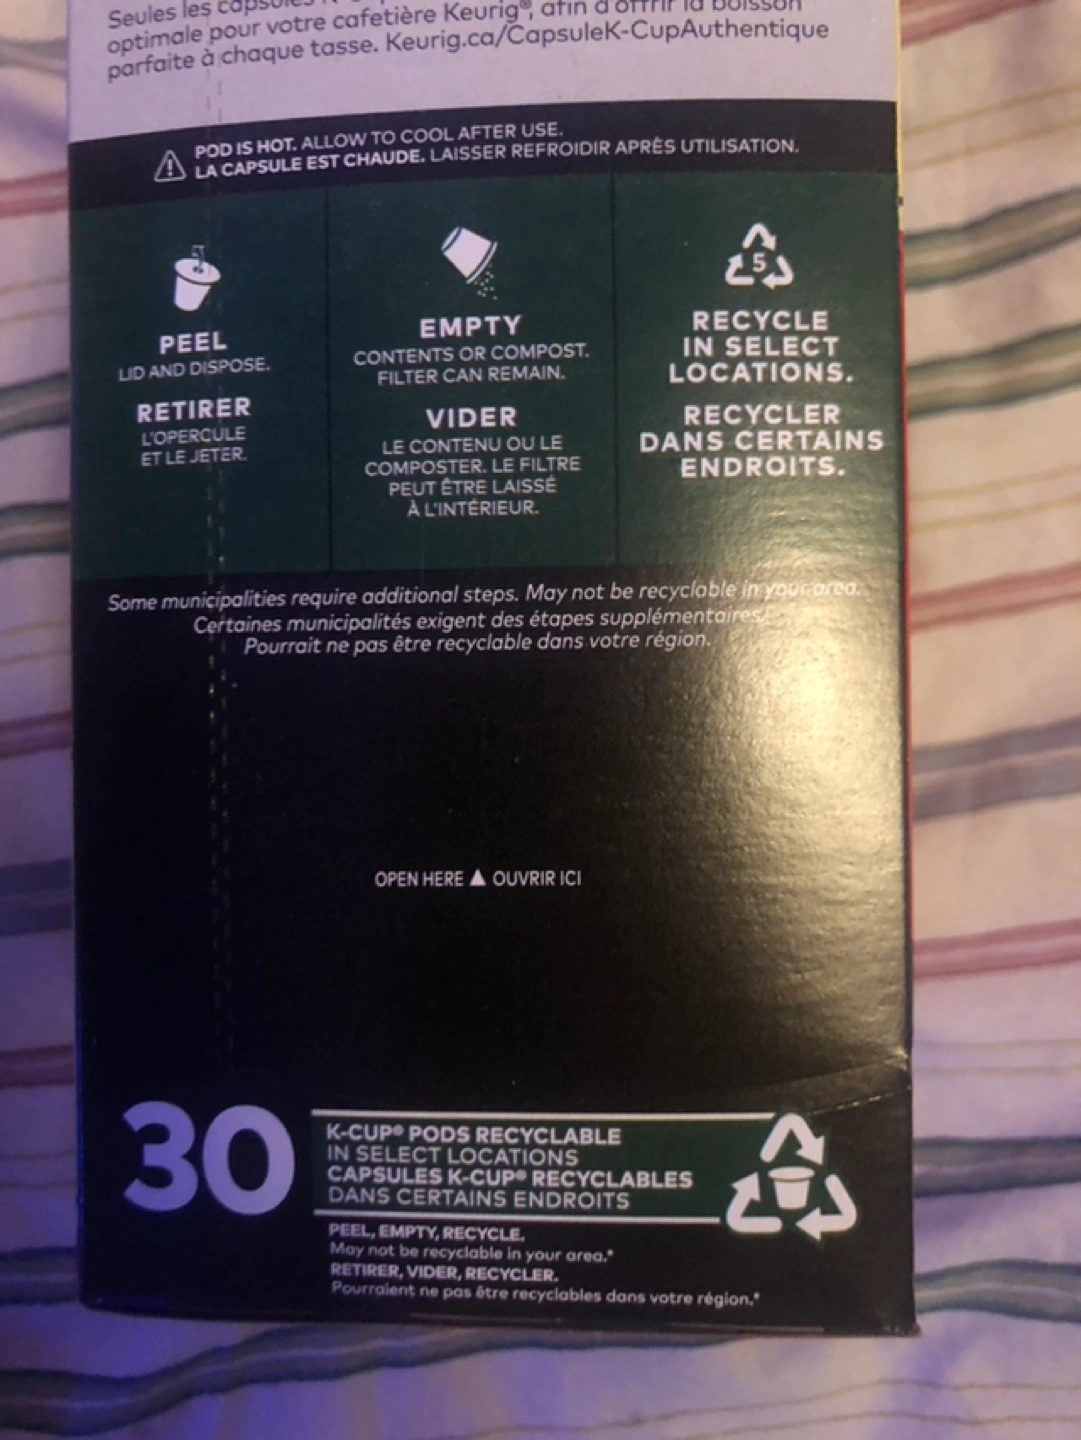 Seules les capsules
optimale pour votre cafetière Keurig®, afin d'offrir la boisson
parfaite à chaque tasse. Keurig.ca/CapsuleK-CupAuthentique
POD IS HOT. ALLOW TO COOL AFTER USE.
LA CAPSULE EST CHAUDE. LAISSER REFROIDIR APRÈS UTILISATION.
PEEL
LID AND DISPOSE.
RETIRER
L'OPERCULE
ET LE JETER.
EMPTY
CONTENTS OR COMPOST.
FILTER CAN REMAIN.
VIDER
LE CONTENU OU LE
COMPOSTER. LE FILTRE
PEUT ÊTRE LAISSÉ
À L'INTÉRIEUR.
5
RECYCLE
IN SELECT
LOCATIONS.
RECYCLER
DANS CERTAINS
ENDROITS.
Some municipalities require additional steps. May not be recyclable in your area.
Certaines municipalités exigent des étapes supplémentaires.
Pourrait ne pas être recyclable dans votre région.
OPEN HERE ▲ OUVRIR ICI
30
K-CUP® PODS RECYCLABLE
IN SELECT LOCATIONS
CAPSULES K-CUP® RECYCLABLES
DANS CERTAINS ENDROITS
PEEL, EMPTY, RECYCLE.
May not be recyclable in your area.*
RETIRER, VIDER, RECYCLER.
Pourraient ne pas être recyclables dans votre région.*